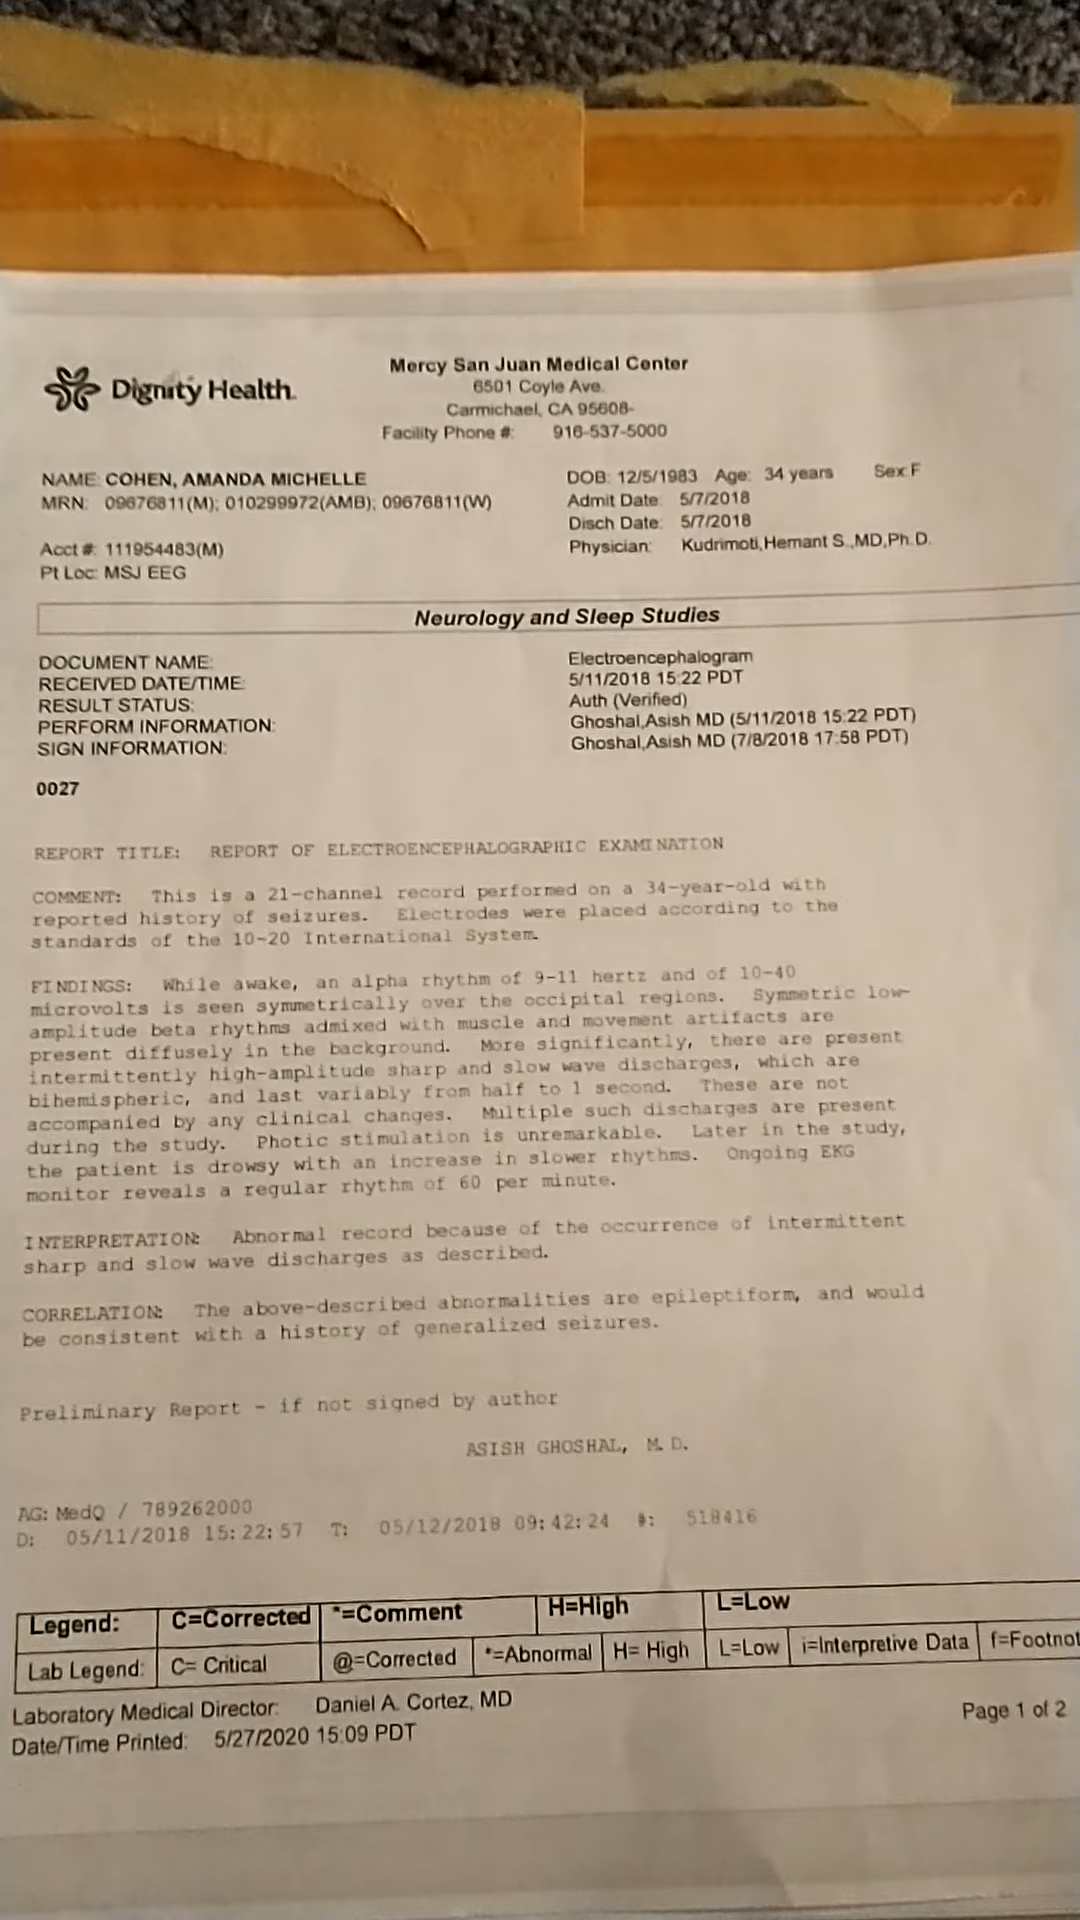 Dignity Health.
Mercy San Juan Medical Center
6501 Coyle Ave.
Carmichael, CA 95608-
Facility Phone #: 916-537-5000
NAME: COHEN, AMANDA MICHELLE
MRN: 09676811(M); 010299972(AMB); 09676811(W)
Acct #: 111954483(M)
Pt Loc: MSJ EEG
DOB: 12/5/1983 Age: 34 years Sex:F
Admit Date: 5/7/2018
Disch Date: 5/7/2018
Physician: Kudrimoti,Hemant S.,MD,Ph.D.
Neurology and Sleep Studies
DOCUMENT NAME: Electroencephalogram
RECEIVED DATE/TIME: 5/11/2018 15:22 PDT
RESULT STATUS: Auth (Verified)
PERFORM INFORMATION: Ghoshal,Asish MD (5/11/2018 15:22 PDT)
SIGN INFORMATION: Ghoshal,Asish MD (7/8/2018 17:58 PDT)
0027
REPORT TITLE: REPORT OF ELECTROENCEPHALOGRAPHIC EXAMINATION
COMMENT: This is a 21-channel record performed on a 34-year-old with
reported history of seizures. Electrodes were placed according to the
standards of the 10-20 International System.
FINDINGS: While awake, an alpha rhythm of 9-11 hertz and of 10-40
microvolts is seen symmetrically over the occipital regions. Symmetric low-
amplitude beta rhythms admixed with muscle and movement artifacts are
present diffusely in the background. More significantly, there are present
intermittently high-amplitude sharp and slow wave discharges, which are
bihemispheric, and last variably from half to 1 second. These are not
accompanied by any clinical changes. Multiple such discharges are present
during the study. Photic stimulation is unremarkable. Later in the study,
the patient is drowsy with an increase in slower rhythms. Ongoing EKG
monitor reveals a regular rhythm of 60 per minute.
INTERPRETATION: Abnormal record because of the occurrence of intermittent
sharp and slow wave discharges as described.
CORRELATION: The above-described abnormalities are epileptiform, and would
be consistent with a history of generalized seizures.
Preliminary Report - if not signed by author
ASISH GHOSHAL, M.D.
AG: MedQ / 789262000
D: 05/11/2018 15:22:57 T: 05/12/2018 09:42:24 #: 518416
Legend: C=Corrected *=Comment H=High L=Low
Lab Legend: C= Critical @=Corrected *=Abnormal H= High L=Low i=Interpretive Data f=Footnot
Laboratory Medical Director: Daniel A. Cortez, MD
Date/Time Printed: 5/27/2020 15:09 PDT
Page 1 of 2